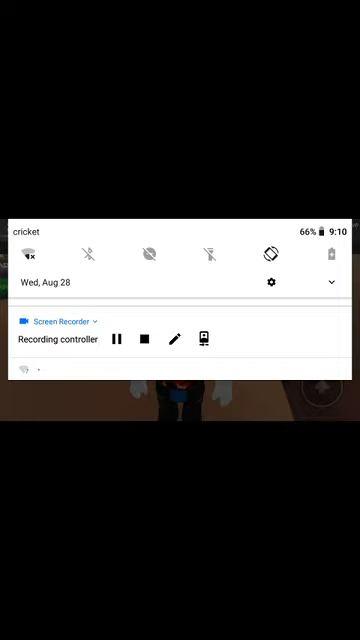 cricket 66% 9:10
Wed, Aug 28
Screen Recorder
Recording controller